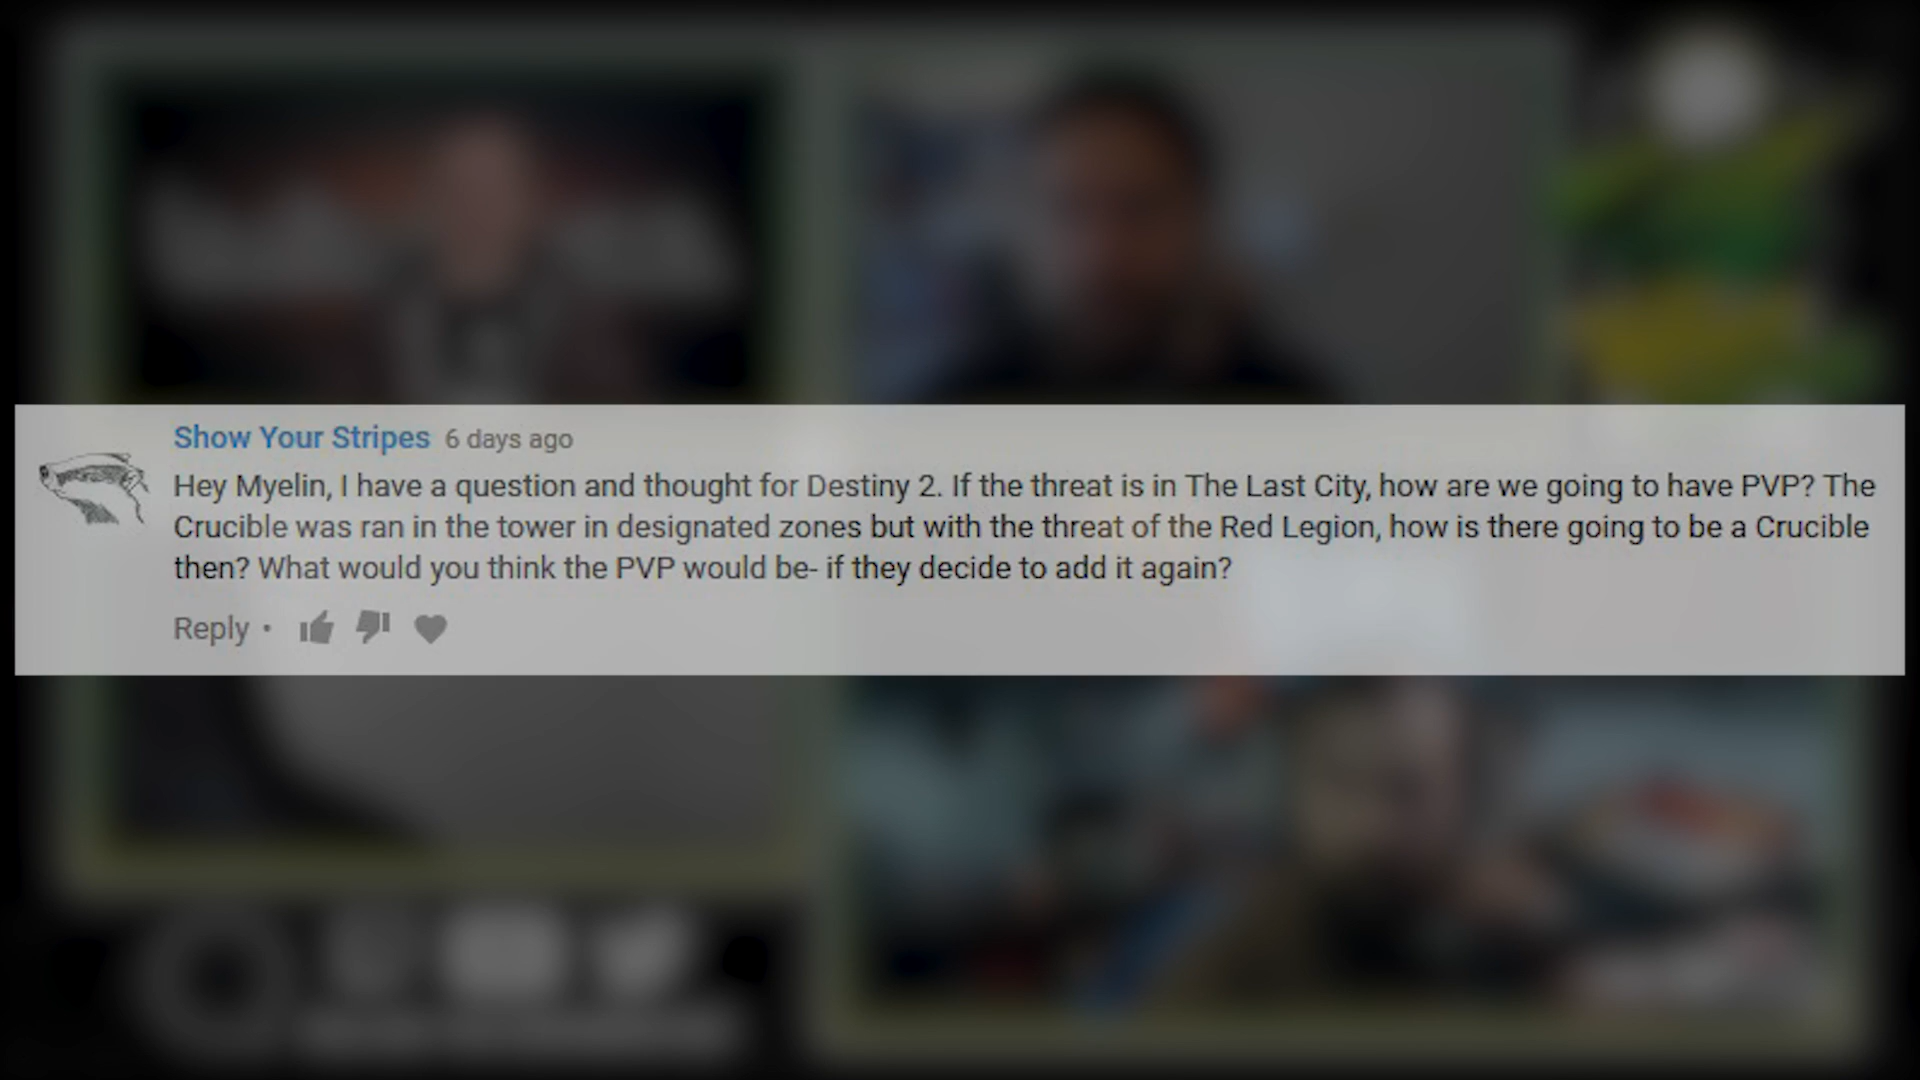 Show Your Stripes 6 days ago
Hey Myelin, I have a question and thought for Destiny 2. If the threat is in The Last City, how are we going to have PVP? The
Crucible was ran in the tower in designated zones but with the threat of the Red Legion, how is there going to be a Crucible
then? What would you think the PVP would be- if they decide to add it again?
Reply •